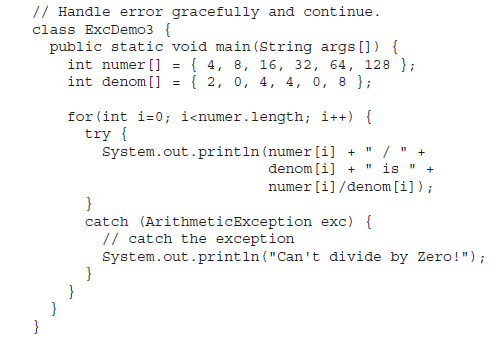 // Handle error gracefully and continue.
class ExcDemo3 {
  public static void main(String args[]) {
    int numer[] = { 4, 8, 16, 32, 64, 128 };
    int denom[] = { 2, 0, 4, 4, 0, 8 };

    for(int i=0; i<numer.length; i++) {
      try {
        System.out.println(numer[i] + " / " +
                           denom[i] + " is " +
                           numer[i]/denom[i]);
      }
      catch (ArithmeticException exc) {
        // catch the exception
        System.out.println("Can't divide by Zero!");
      }
    }
  }
}